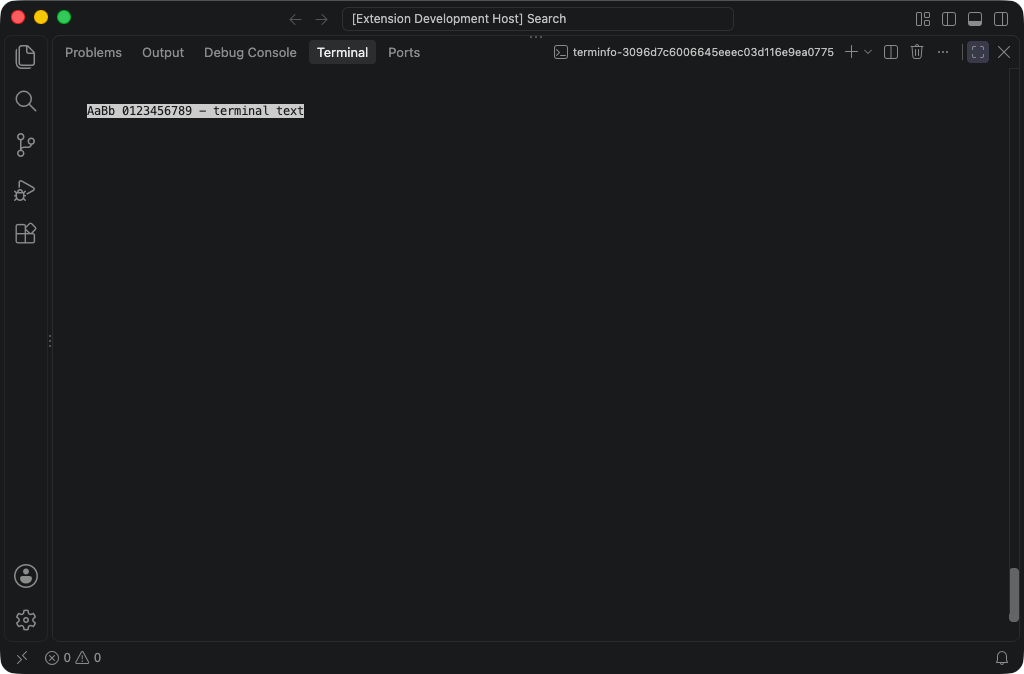 [Extension Development Host] Search
Problems Output Debug Console Terminal Ports
terminfo-3096d7c6006645eeec03d116e9ea0775
AaBb 0123456789 — terminal text
0 0